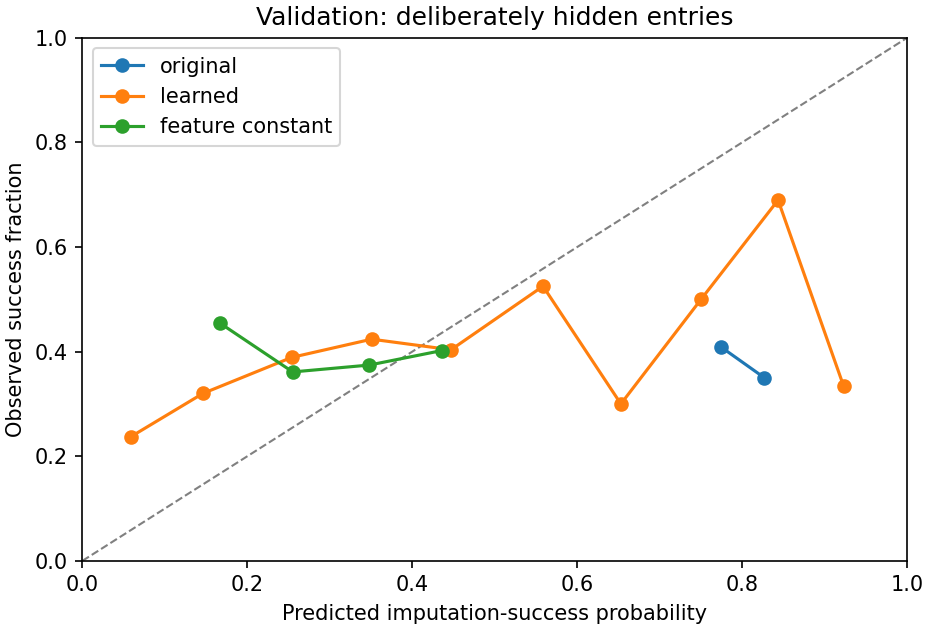 Validation: deliberately hidden entries
original
learned
feature constant
1.0
0.8
0.6
0.4
0.2
0.0
Observed success fraction
0.0 0.2 0.4 0.6 0.8 1.0
Predicted imputation-success probability